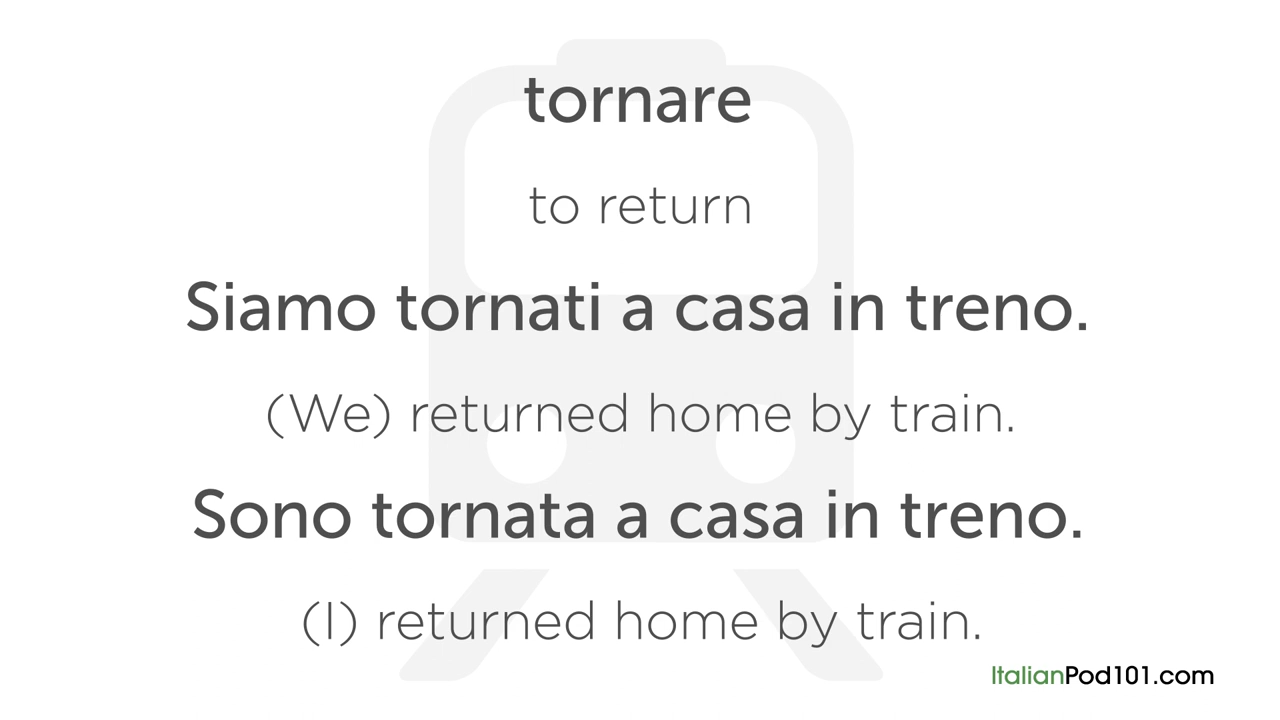 tornare
to return
Siamo tornati a casa in treno.
(We) returned home by train.
Sono tornata a casa in treno.
(I) returned home by train.
ItalianPod101.com